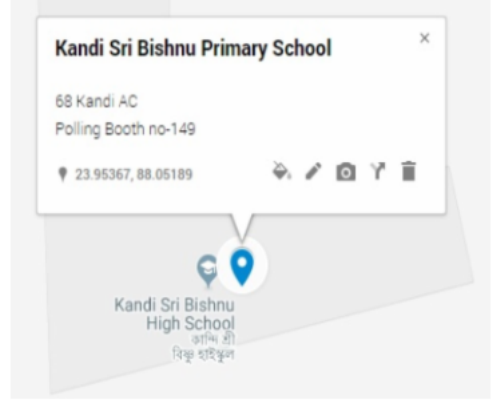 Kandi Sri Bishnu Primary School
68 Kandi AC
Polling Booth no-149
23.95367, 88.05189
Kandi Sri Bishnu
High School
কান্দি শ্রী
বিষ্ণু হাইস্কুল